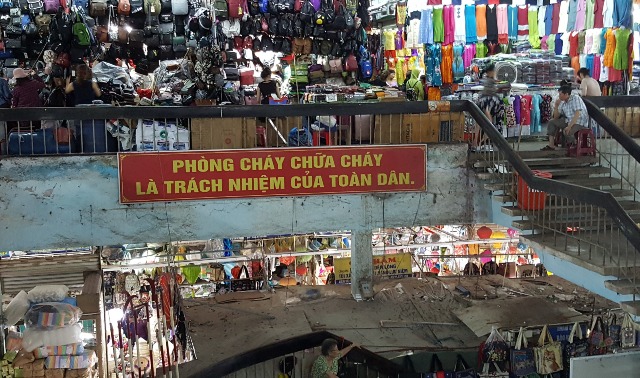 PHÒNG CHÁY CHỮA CHÁY
LÀ TRÁCH NHIỆM CỦA TOÀN DÂN.